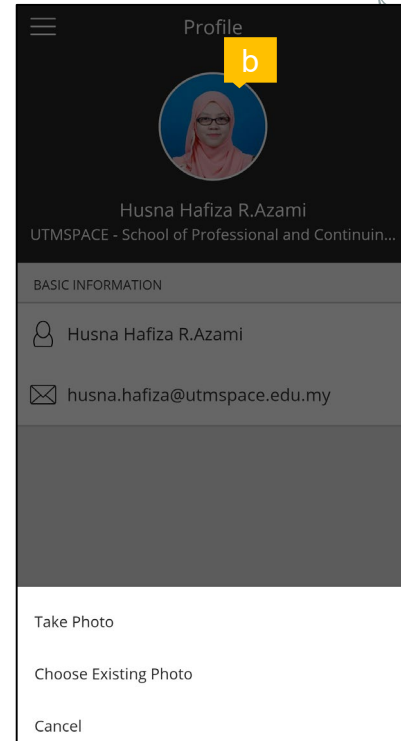 Profile
b
Husna Hafiza R.Azami
UTMSPACE - School of Professional and Continuin...
BASIC INFORMATION
Husna Hafiza R.Azami
husna.hafiza@utmspace.edu.my
Take Photo
Choose Existing Photo
Cancel